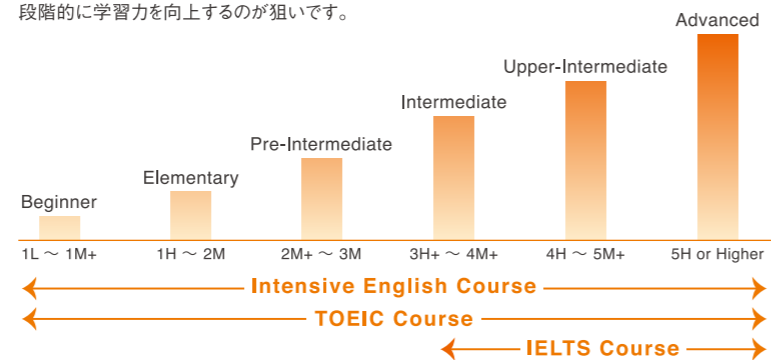 段階的に学習力を向上するのが狙いです。
Advanced
Upper-Intermediate
Intermediate
Pre-Intermediate
Elementary
Beginner
1L ～ 1M+ 1H ～ 2M 2M+ ～ 3M 3H+ ～ 4M+ 4H ～ 5M+ 5H or Higher
Intensive English Course
TOEIC Course
IELTS Course